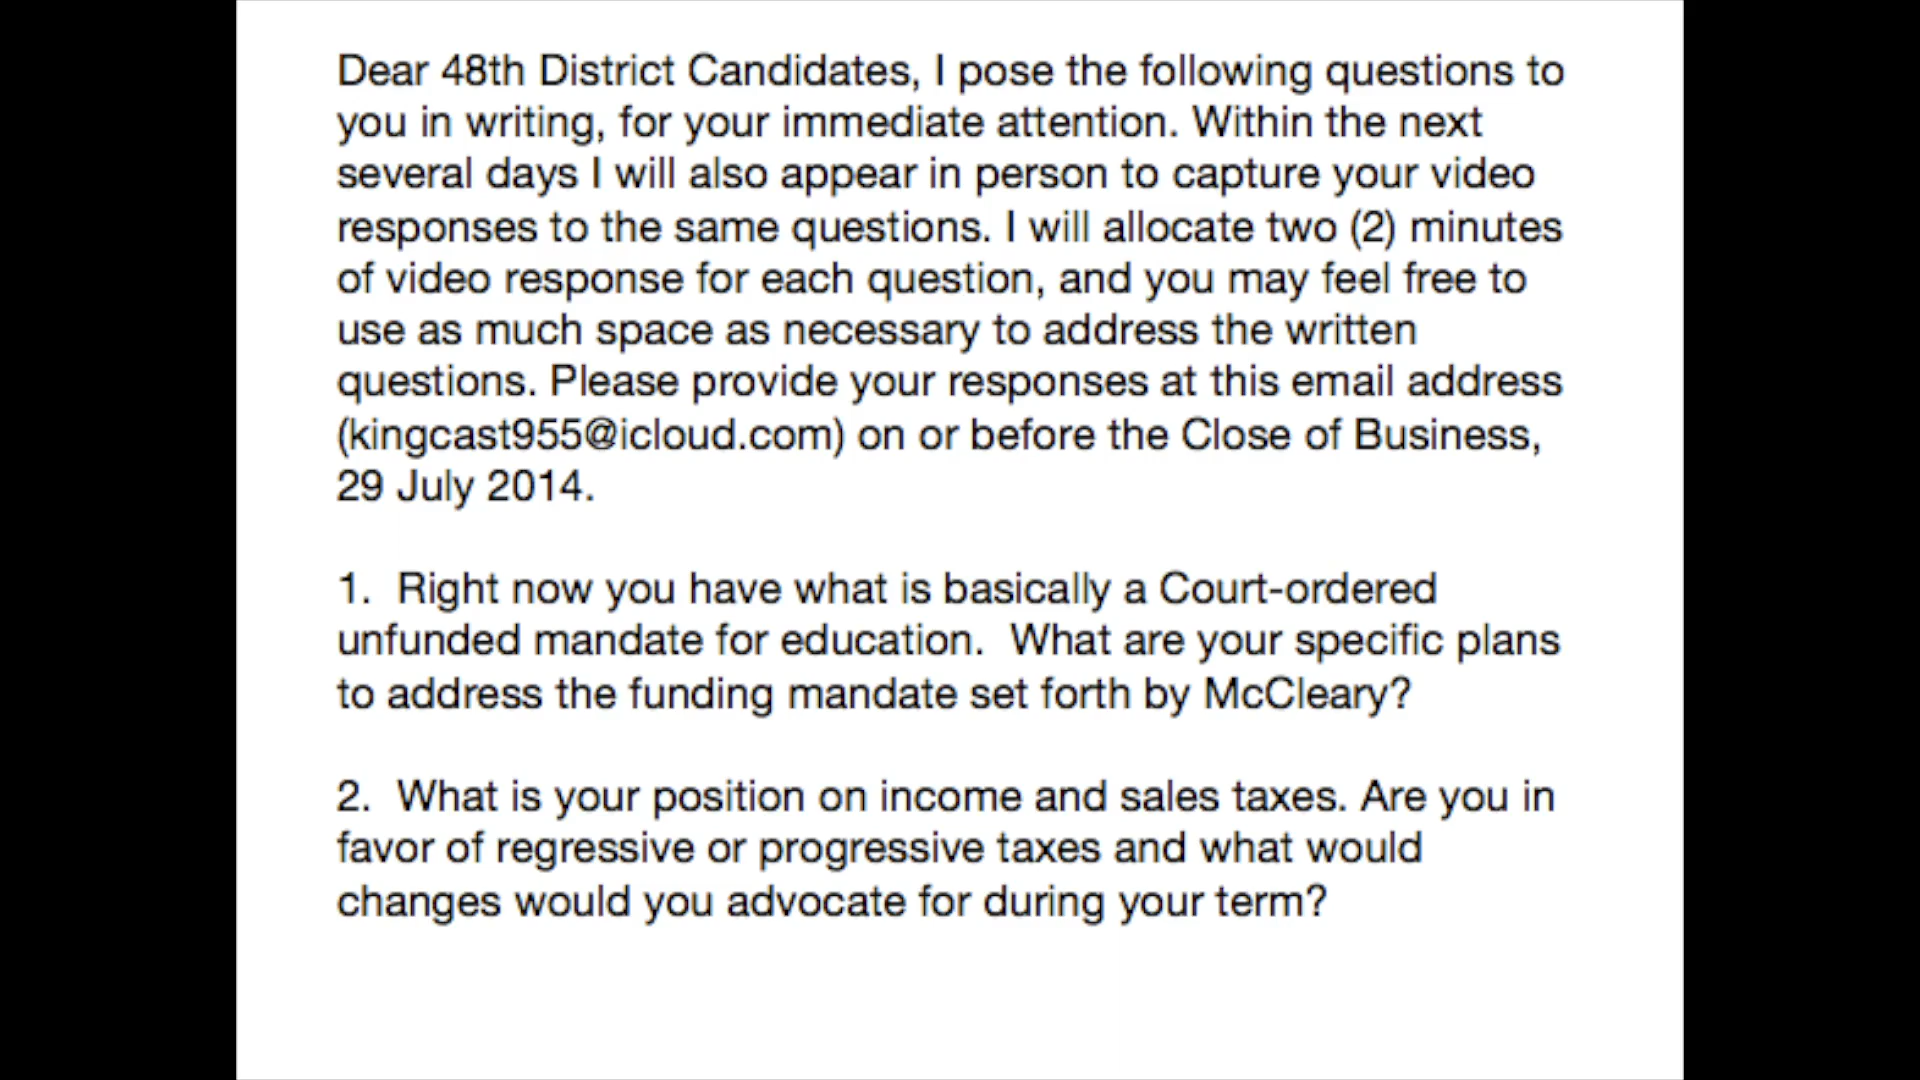 Dear 48th District Candidates, I pose the following questions to
you in writing, for your immediate attention. Within the next
several days I will also appear in person to capture your video
responses to the same questions. I will allocate two (2) minutes
of video response for each question, and you may feel free to
use as much space as necessary to address the written
questions. Please provide your responses at this email address
(kingcast955@icloud.com) on or before the Close of Business,
29 July 2014.
1.  Right now you have what is basically a Court-ordered
unfunded mandate for education.  What are your specific plans
to address the funding mandate set forth by McCleary?
2.  What is your position on income and sales taxes. Are you in
favor of regressive or progressive taxes and what would
changes would you advocate for during your term?